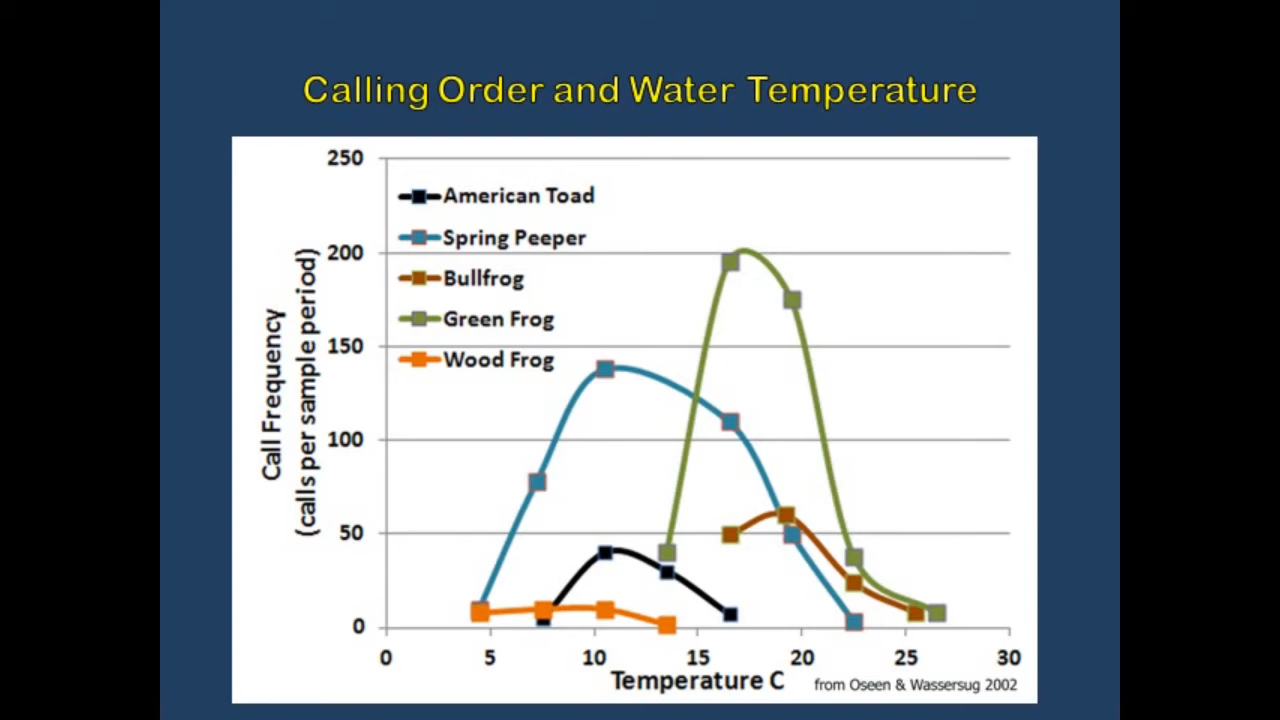 Calling Order and Water Temperature
250
200
150
100
50
0
Call Frequency
(calls per sample period)
American Toad
Spring Peeper
Bullfrog
Green Frog
Wood Frog
0 5 10 15 20 25 30
Temperature C
from Oseen & Wassersug 2002